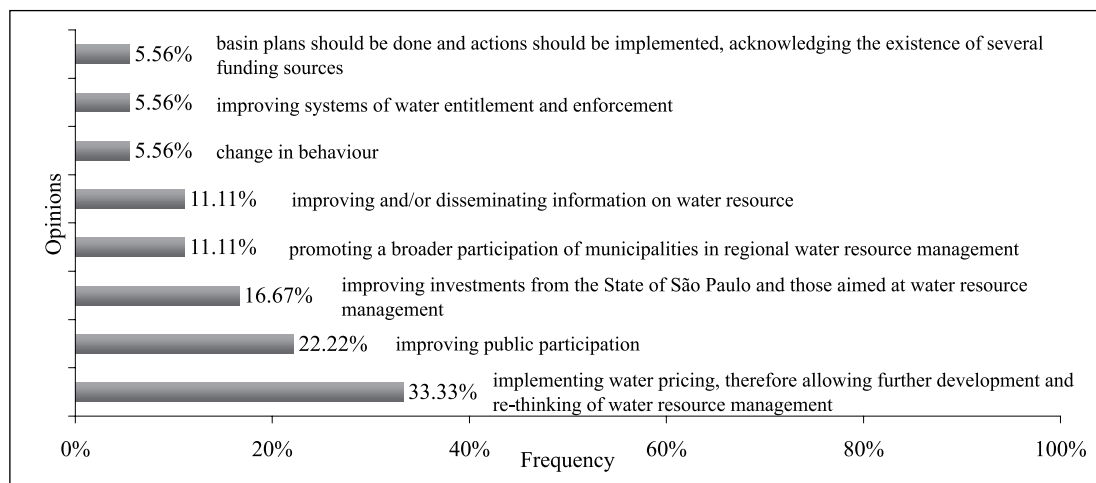 5.56% basin plans should be done and actions should be implemented, acknowledging the existence of several
funding sources
5.56% improving systems of water entitlement and enforcement
5.56% change in behaviour
11.11% improving and/or disseminating information on water resource
11.11% promoting a broader participation of municipalities in regional water resource management
16.67% improving investments from the State of São Paulo and those aimed at water resource
management
22.22% improving public participation
33.33% implementing water pricing, therefore allowing further development and
re-thinking of water resource management
Opinions
0% 20% 40% 60% 80% 100%
Frequency